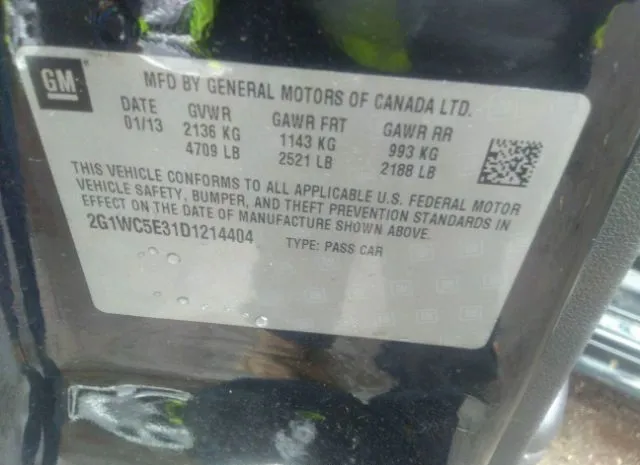 GM
MFD BY GENERAL MOTORS OF CANADA LTD.
DATE GVWR GAWR FRT GAWR RR
01/13 2136 KG 1143 KG 993 KG
4709 LB 2521 LB 2188 LB
THIS VEHICLE CONFORMS TO ALL APPLICABLE U.S. FEDERAL MOTOR
VEHICLE SAFETY, BUMPER, AND THEFT PREVENTION STANDARDS IN
EFFECT ON THE DATE OF MANUFACTURE SHOWN ABOVE.
2G1WC5E31D1214404 TYPE: PASS CAR